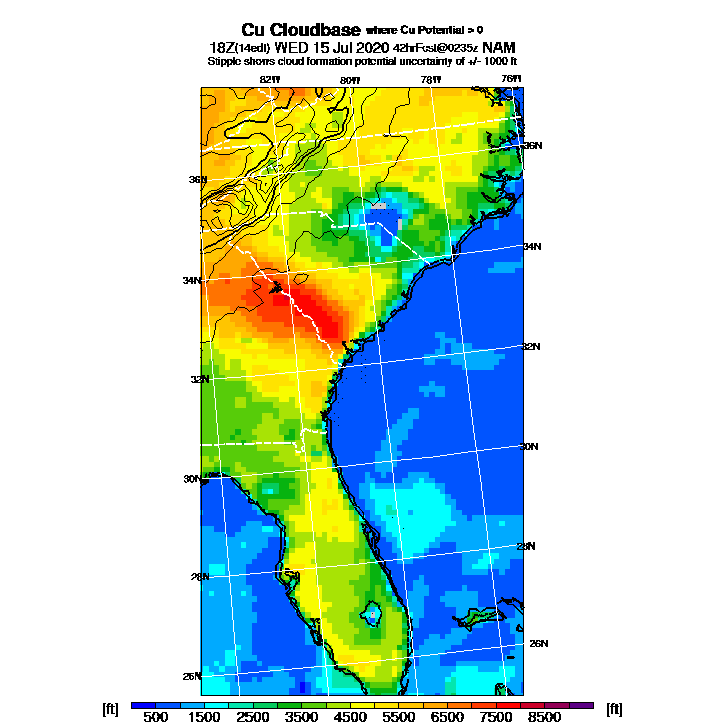 Cu Cloudbase where Cu Potential > 0
18Z(14edt) WED 15 Jul 2020 42hrFcst@0235z NAM
Stipple shows cloud formation potential uncertainty of +/- 1000 ft
82W 80W 78W 76W
36N
36N
34N
34N
32N
32N
30N
30N
28N
28N
26N
26N
[ft] 500 1500 2500 3500 4500 5500 6500 7500 8500 [ft]